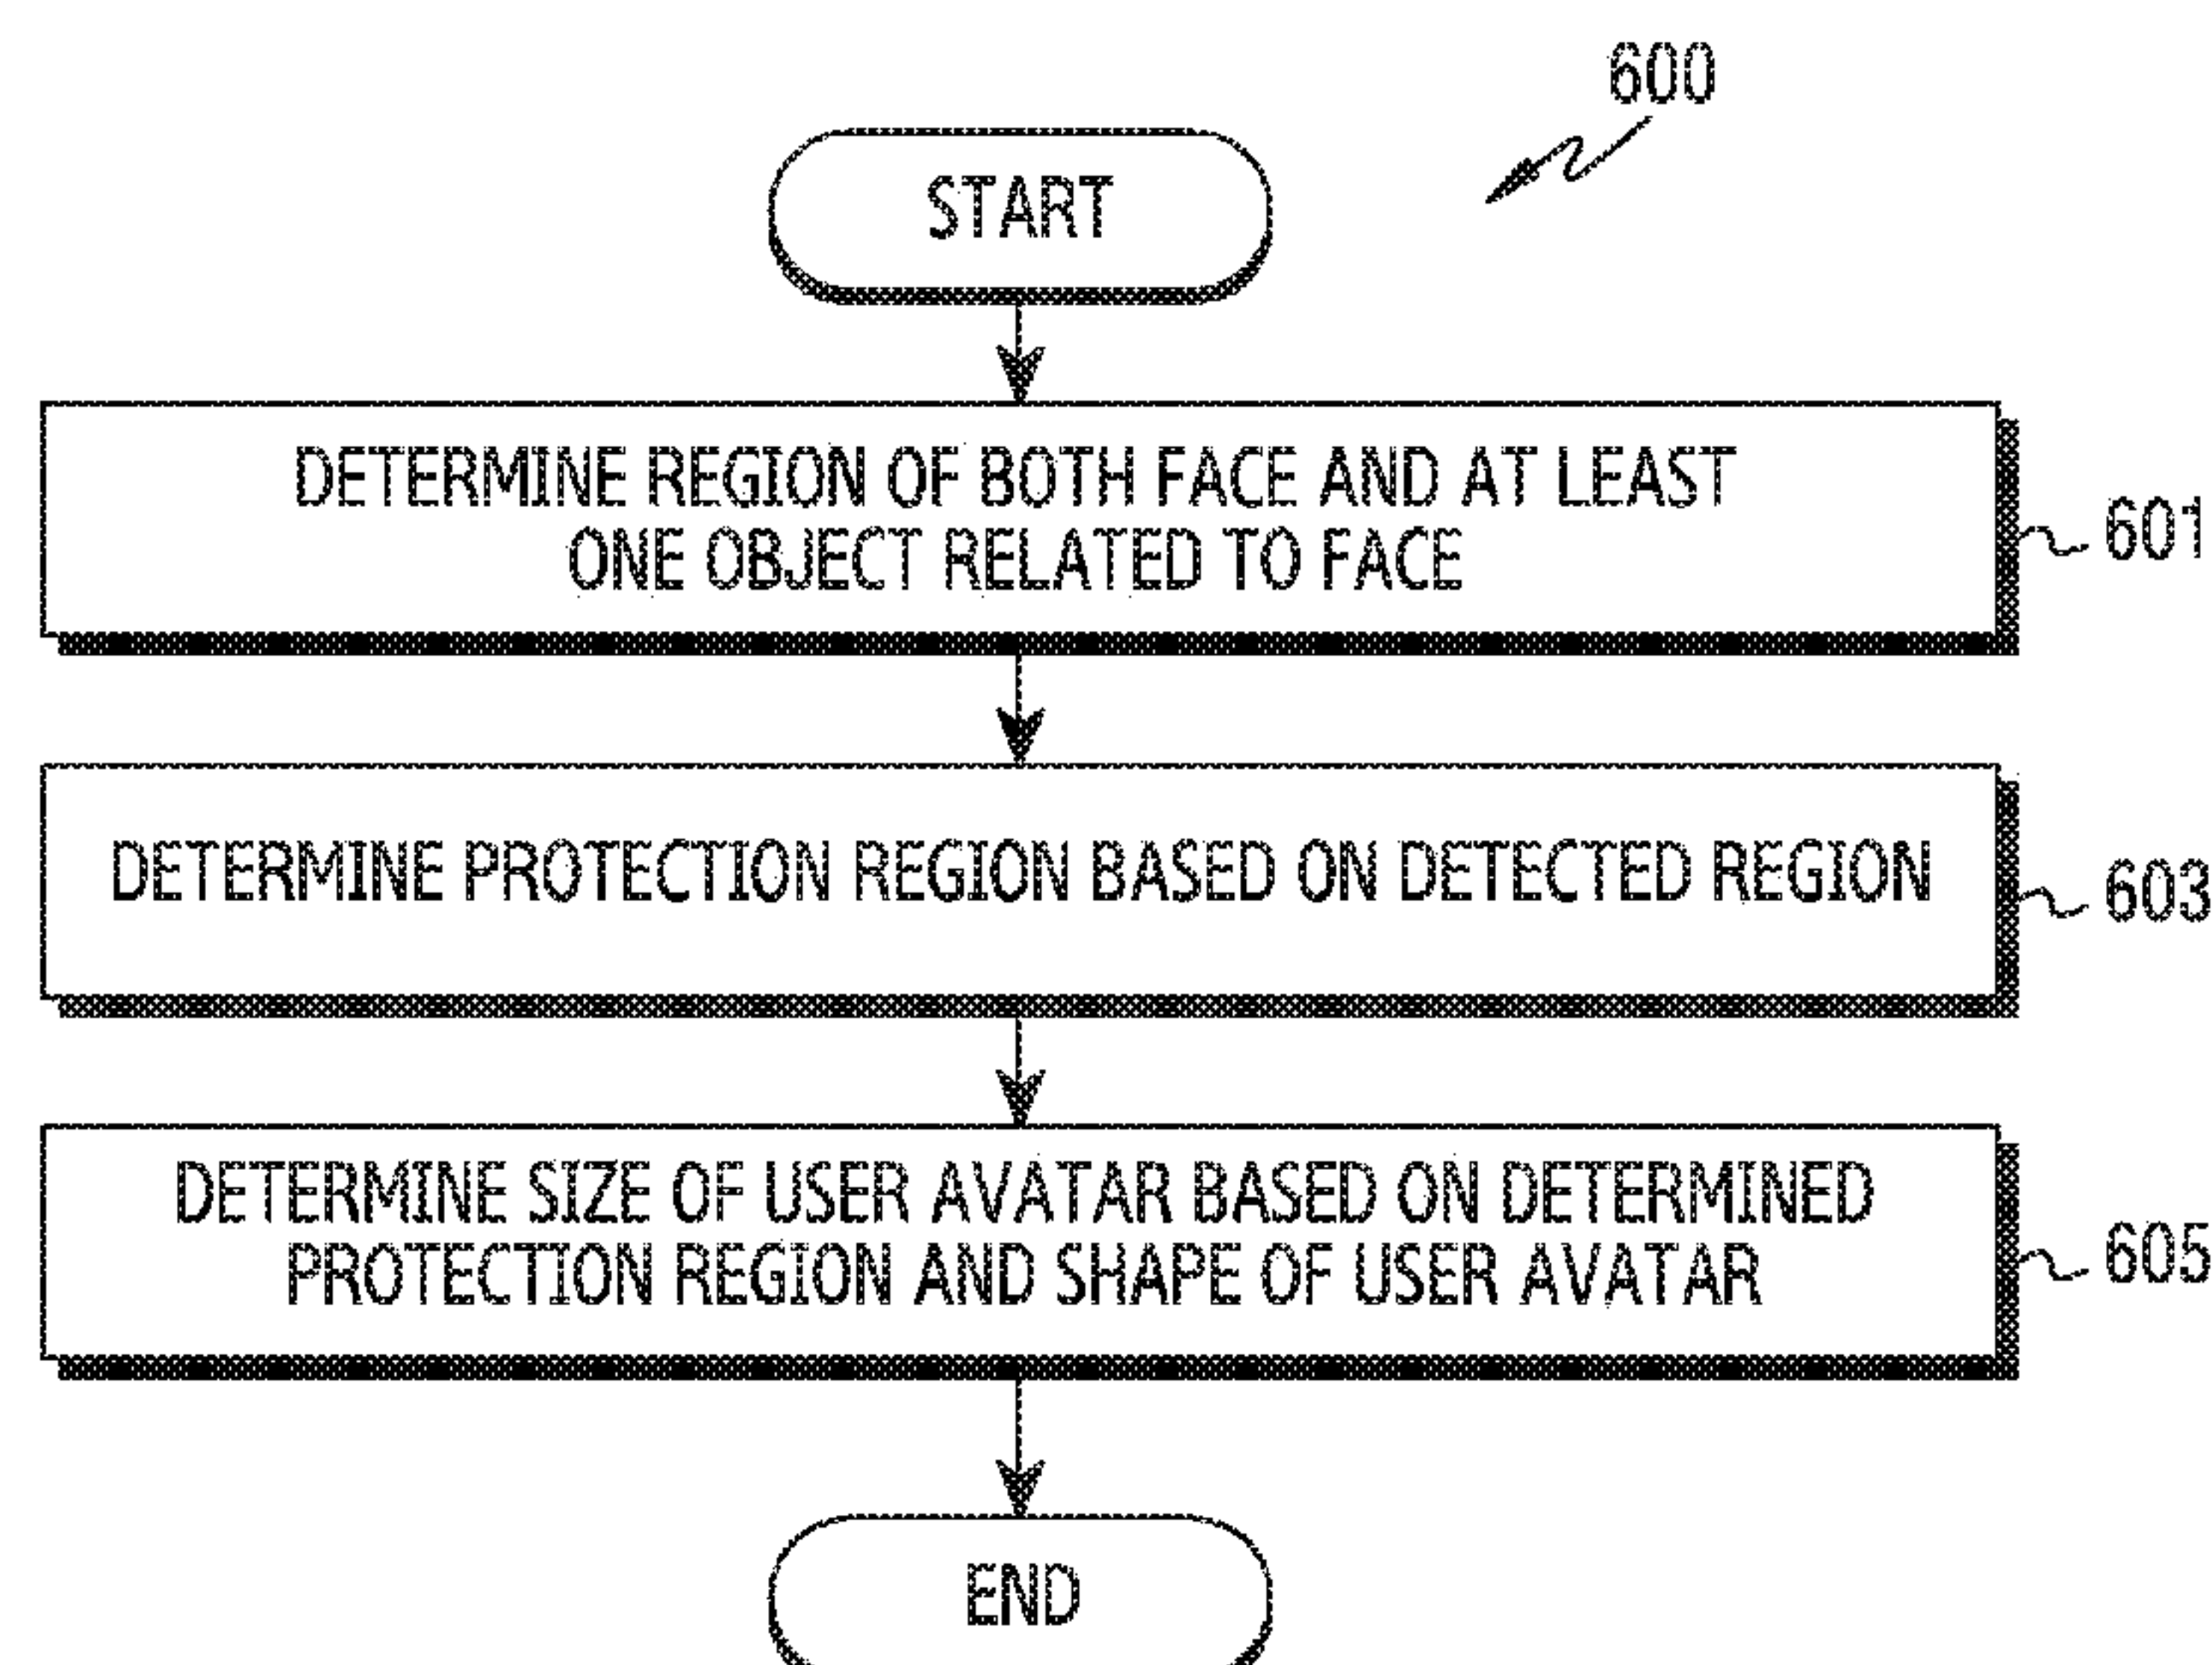 600
START
DETERMINE REGION OF BOTH FACE AND AT LEAST
ONE OBJECT RELATED TO FACE
601
DETERMINE PROTECTION REGION BASED ON DETECTED REGION
603
DETERMINE SIZE OF USER AVATAR BASED ON DETERMINED
PROTECTION REGION AND SHAPE OF USER AVATAR
605
END